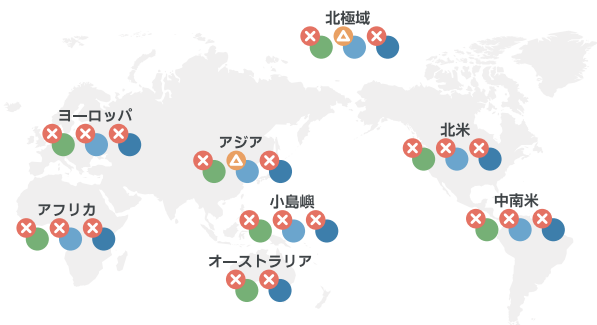 北極域
ヨーロッパ
アジア
北米
アフリカ
小島嶼
中南米
オーストラリア